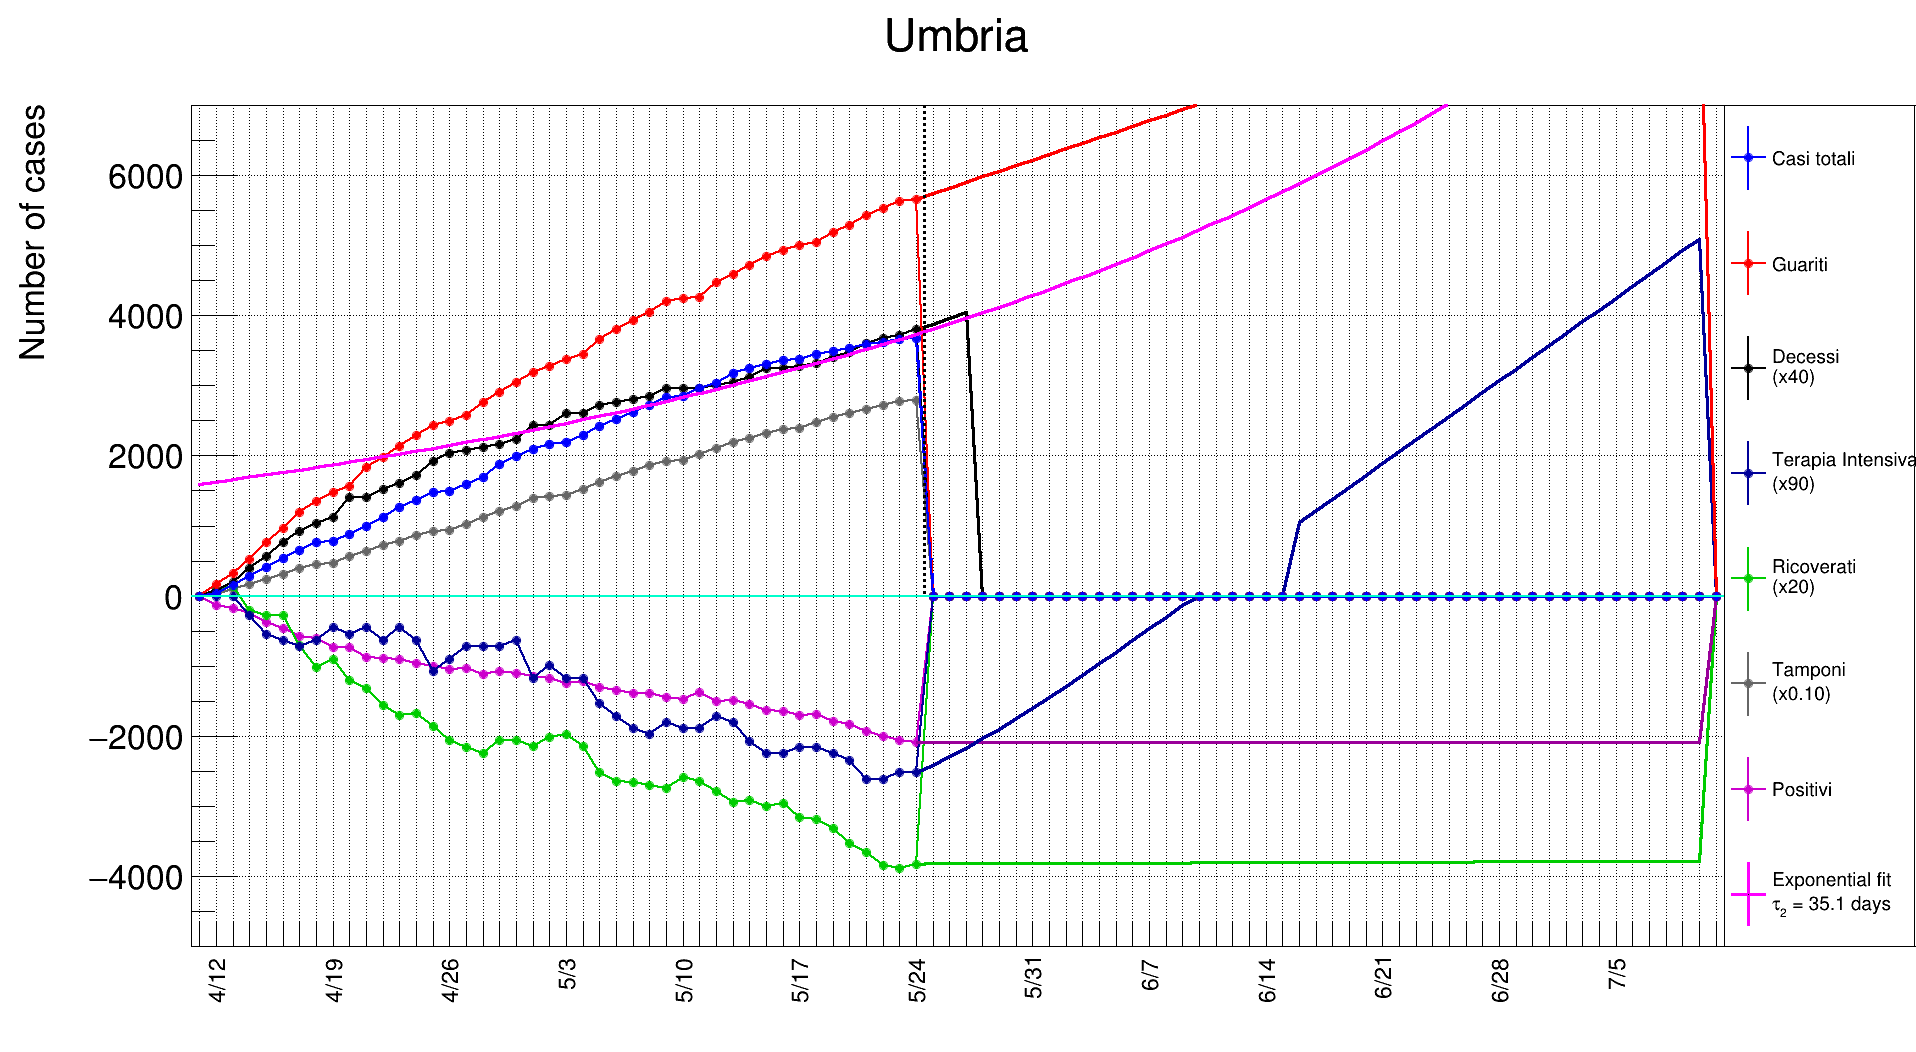 Umbria
Number of cases
6000
4000
2000
0
−2000
−4000
4/12
4/19
4/26
5/3
5/10
5/17
5/24
5/31
6/7
6/14
6/21
6/28
7/5
Casi totali
Guariti
Decessi
(x40)
Terapia Intensiva
(x90)
Ricoverati
(x20)
Tamponi
(x0.10)
Positivi
Exponential fit
τ2 = 35.1 days